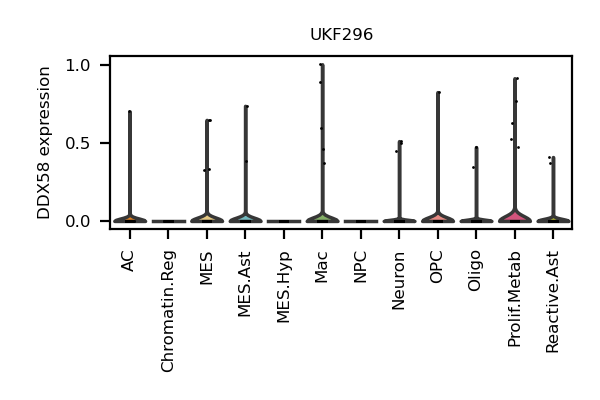 UKF296
DDX58 expression
1.0
0.5
0.0
AC
Chromatin.Reg
MES
MES.Ast
MES.Hyp
Mac
NPC
Neuron
OPC
Oligo
Prolif.Metab
Reactive.Ast